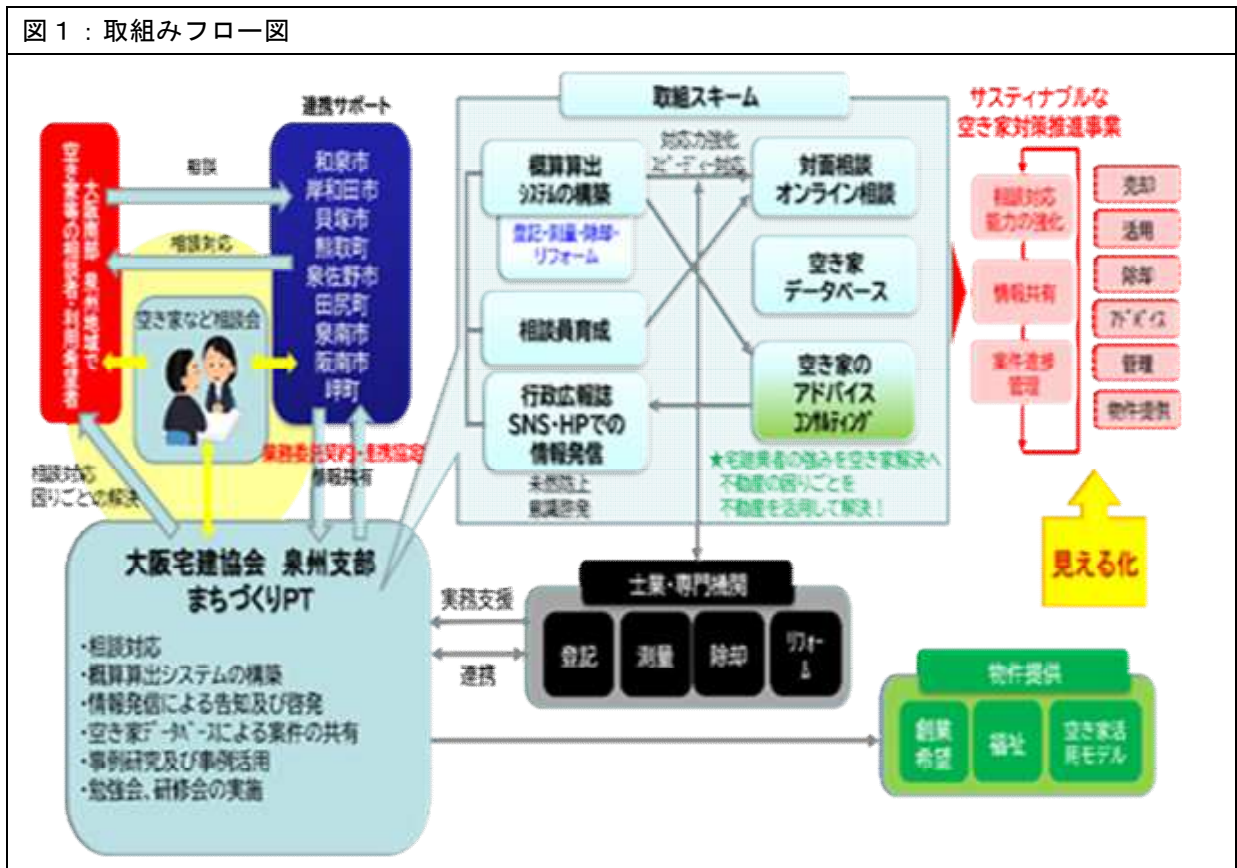 図1:取組みフロー図
連携サポート
大阪南部 泉州地域で
空き家等の相談者・利用希望者
相談
相談対応
和泉市
岸和田市
貝塚市
熊取町
泉佐野市
田尻町
泉南市
阪南市
岬町
空き家など相談会
業務委託契約・連携協定
情報共有
相談対応
困りごとの解決
取組スキーム
概算算出
システムの構築
登記・測量・除却・
リフォーム
相談員育成
行政広報誌
SNS・HPでの
情報発信
未然防止
意識啓発
対応力強化
スピーディー対応
対面相談
オンライン相談
空き家
データベース
空き家の
アドバイス
コンサルティング
★宅建業者の強みを空き家解決へ
不動産の困りごとを
不動産を活用して解決!
サスティナブルな
空き家対策推進事業
相談対応
能力の強化
情報共有
案件進捗
管理
売却
活用
除却
アドバイス
管理
物件提供
見える化
大阪宅建協会 泉州支部
まちづくりPT
・相談対応
・概算算出システムの構築
・情報発信による告知及び啓発
・空き家データベースによる案件の共有
・事例研究及び事例活用
・勉強会、研修会の実施
実務支援
連携
士業・専門機関
登記
測量
除却
リフォー
ム
物件提供
創業
希望
福祉
空き家活
用モデル